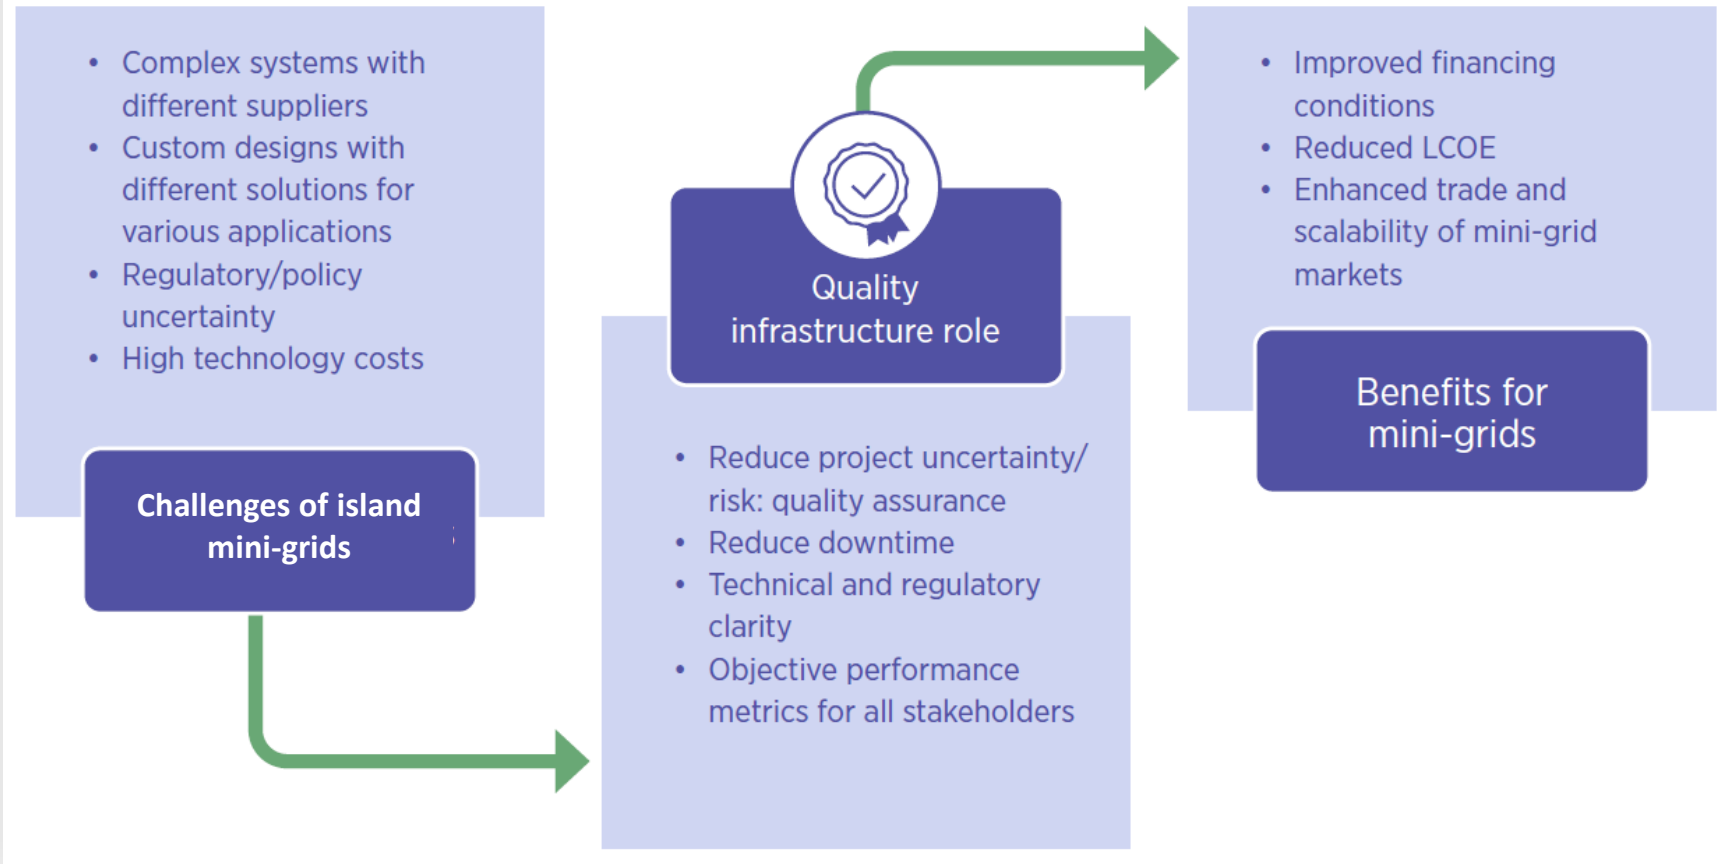 • Complex systems with
different suppliers
• Custom designs with
different solutions for
various applications
• Regulatory/policy
uncertainty
• High technology costs
Challenges of island
mini-grids
Quality
infrastructure role
• Reduce project uncertainty/
risk: quality assurance
• Reduce downtime
• Technical and regulatory
clarity
• Objective performance
metrics for all stakeholders
• Improved financing
conditions
• Reduced LCOE
• Enhanced trade and
scalability of mini-grid
markets
Benefits for
mini-grids